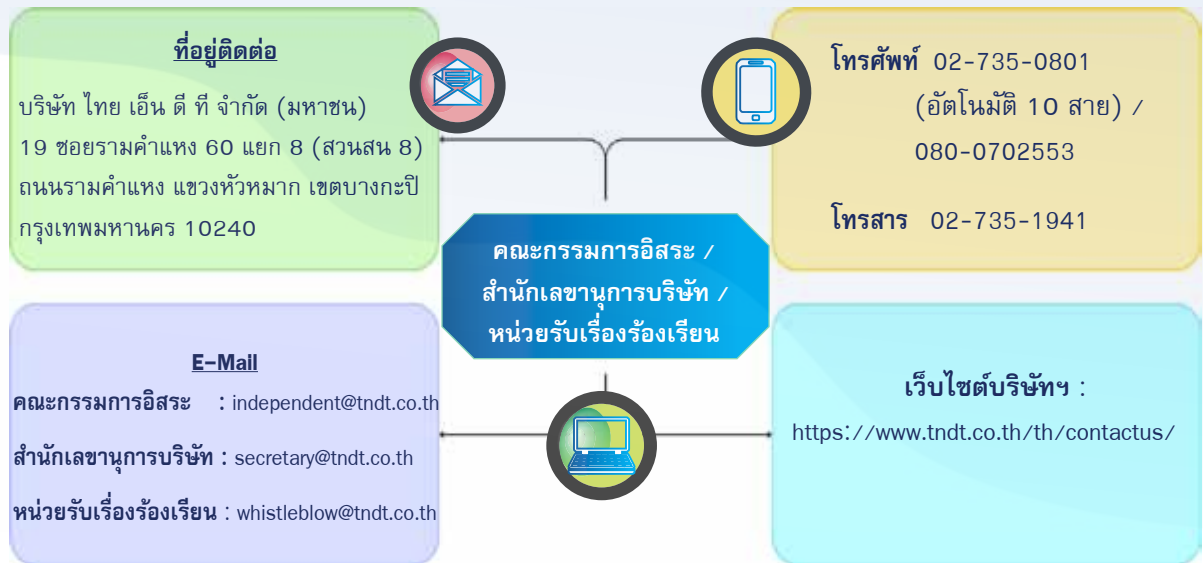 ที่อยู่ติดต่อ
บริษัท ไทย เอ็น ดี ที จำกัด (มหาชน)
19 ซอยรามคำแหง 60 แยก 8 (สวนสน 8)
ถนนรามคำแหง แขวงหัวหมาก เขตบางกะปิ
กรุงเทพมหานคร 10240
โทรศัพท์ 02-735-0801
(อัตโนมัติ 10 สาย) /
080-0702553
โทรสาร 02-735-1941
คณะกรรมการอิสระ /
สำนักเลขานุการบริษัท /
หน่วยรับเรื่องร้องเรียน
E-Mail
คณะกรรมการอิสระ : independent@tndt.co.th
สำนักเลขานุการบริษัท : secretary@tndt.co.th
หน่วยรับเรื่องร้องเรียน : whistleblow@tndt.co.th
เว็บไซต์บริษัทฯ :
https://www.tndt.co.th/th/contactus/